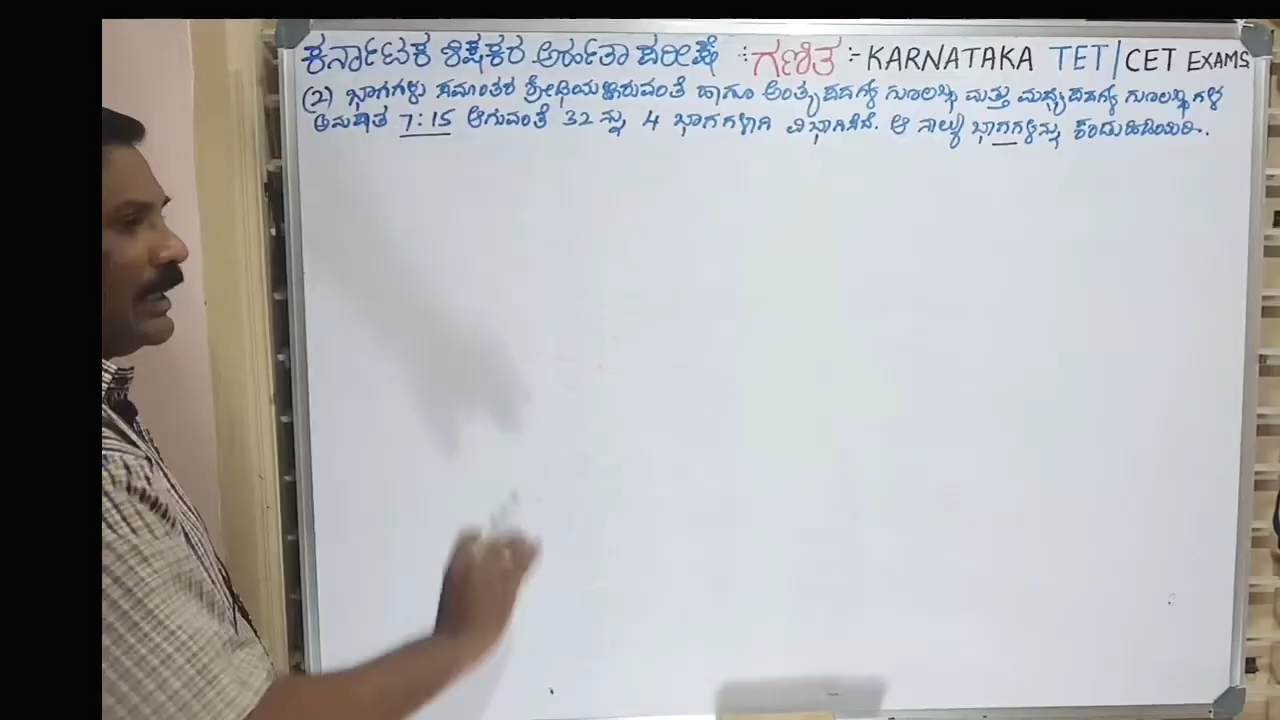 ಕರ್ನಾಟಕ ಶಿಕ್ಷಕರ ಅರ್ಹತಾ ಪರೀಕ್ಷೆ :ಗಣಿತ:- KARNATAKA TET/CET EXAMS
(2) ಭಾಗಗಳು ಸಮಾಂತರ ಶ್ರೇಢಿಯಲ್ಲಿರುವಂತೆ ಹಾಗೂ ಅಂತ್ಯಪದಗಳ ಗುಣಲಬ್ಧ ಮತ್ತು ಮಧ್ಯಪದಗಳ ಗುಣಲಬ್ಧಗಳ
ಅನುಪಾತ 7:15 ಆಗುವಂತೆ 32 ನ್ನು 4 ಭಾಗಗಳಾಗಿ ವಿಭಾಗಿಸಿದೆ. ಆ ನಾಲ್ಕು ಭಾಗಗಳನ್ನು ಕಂಡುಹಿಡಿಯಿರಿ.